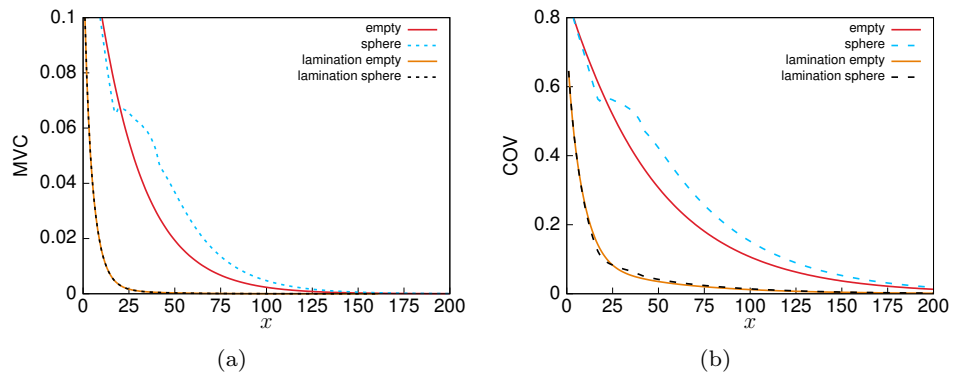 empty
sphere
lamination empty
lamination sphere
0.1
0.08
0.06
0.04
0.02
0
MVC
0 25 50 75 100 125 150 175 200
x
(a)
empty
sphere
lamination empty
lamination sphere
0.8
0.6
0.4
0.2
0
COV
0 25 50 75 100 125 150 175 200
x
(b)